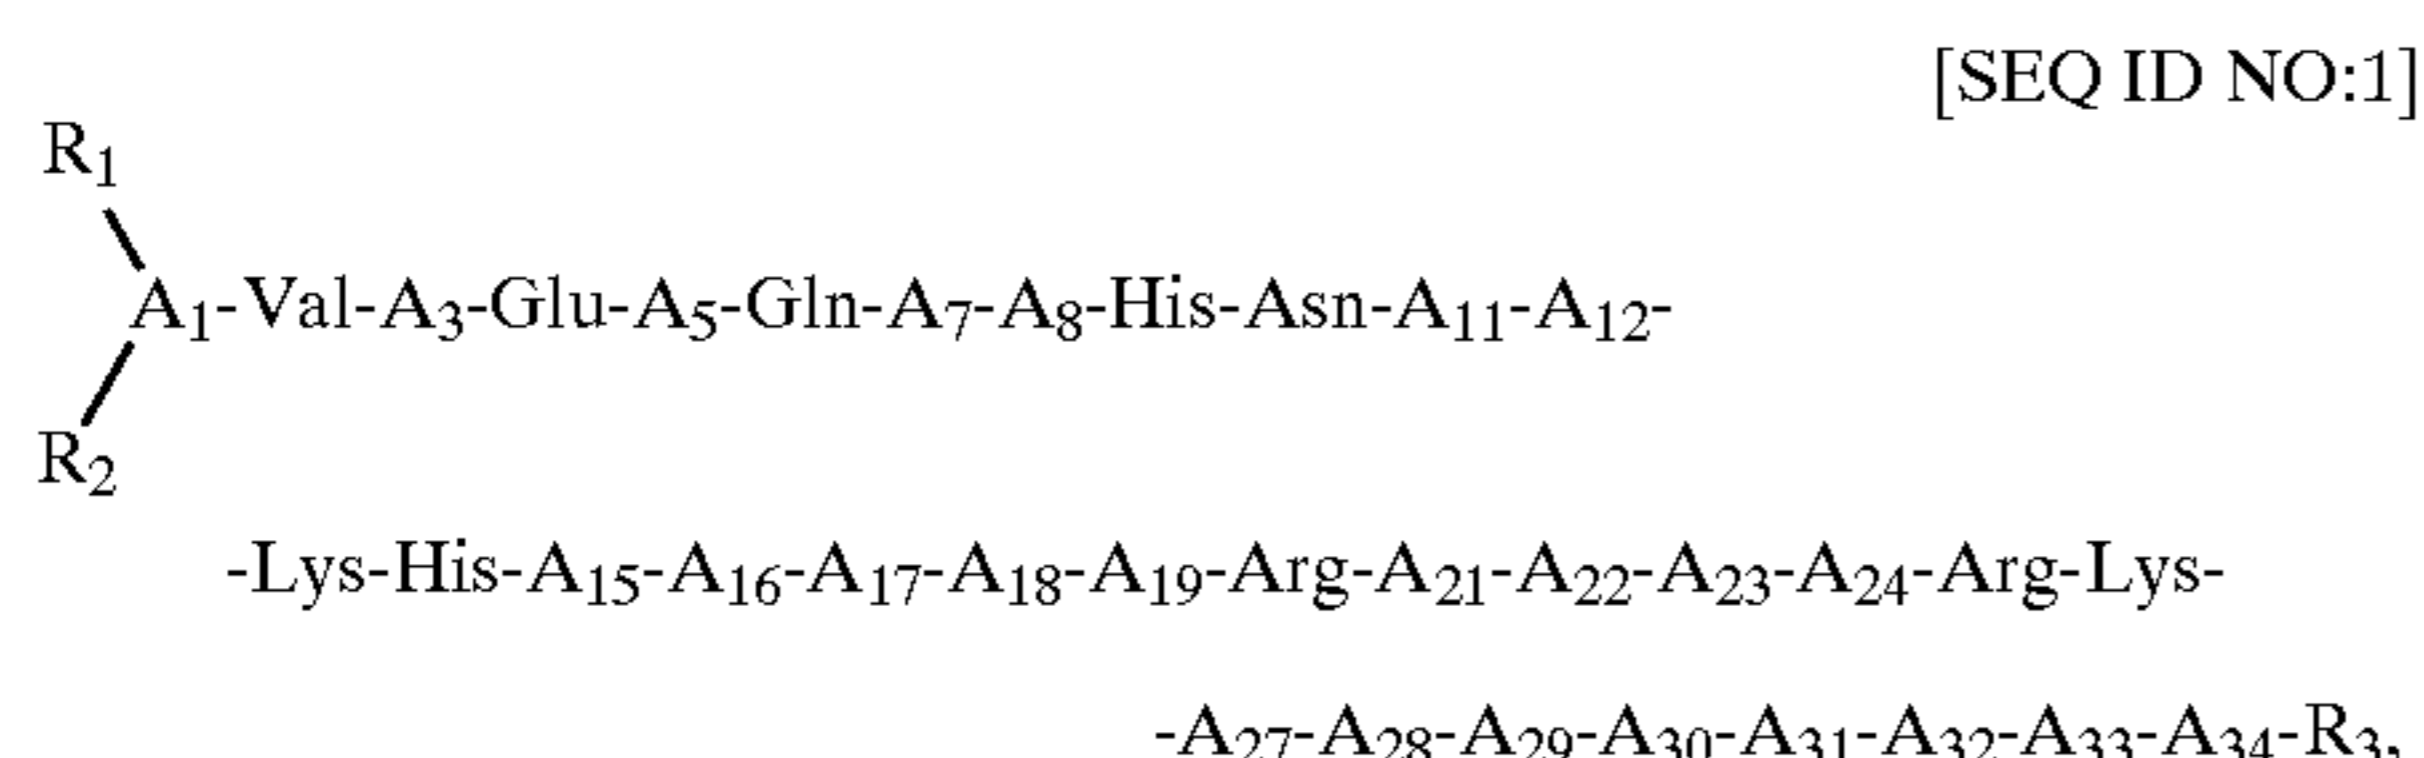 [SEQ ID NO:1]
R₁
A₁-Val-A₃-Glu-A₅-Gln-A₇-A₈-His-Asn-A₁₁-A₁₂-
R₂
-Lys-His-A₁₅-A₁₆-A₁₇-A₁₈-A₁₉-Arg-A₂₁-A₂₂-A₂₃-A₂₄-Arg-Lys-
-A₂₇-A₂₈-A₂₉-A₃₀-A₃₁-A₃₂-A₃₃-A₃₄-R₃,